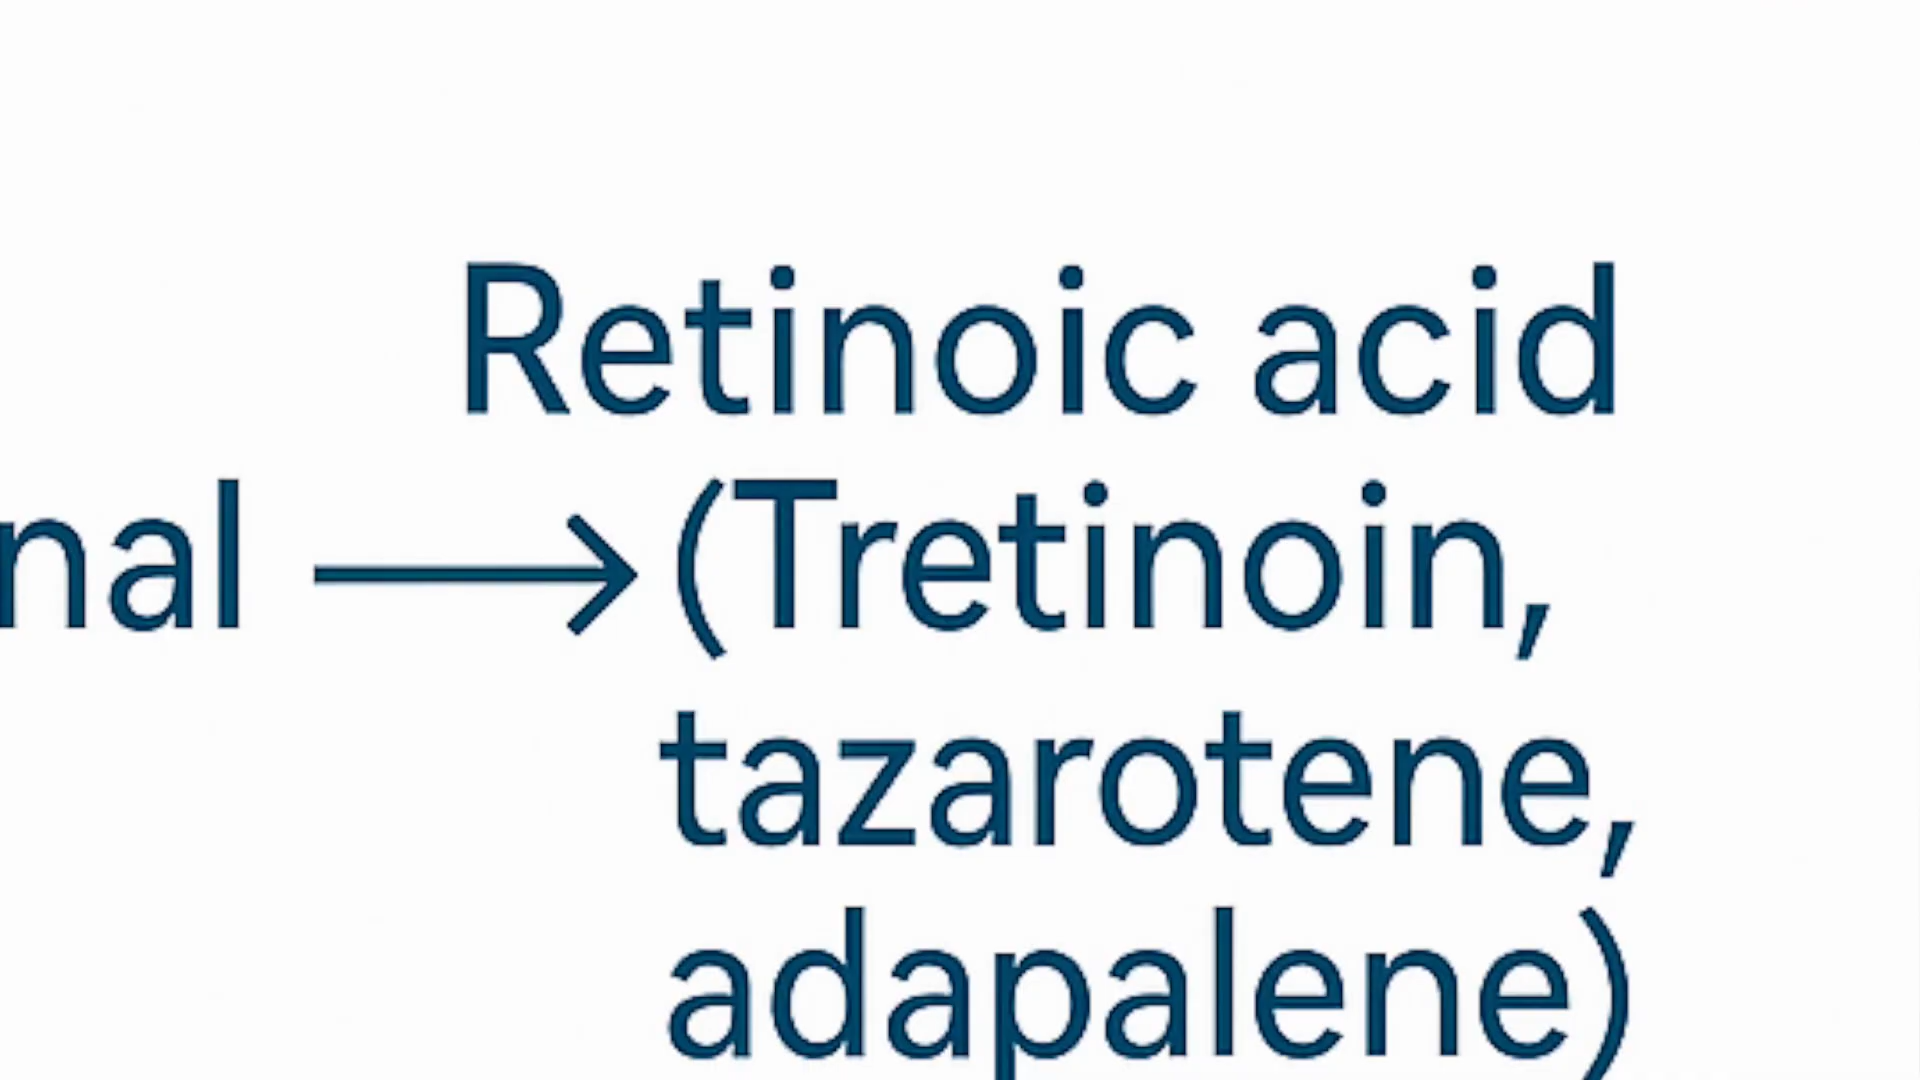 Retinoic acid
nal → (Tretinoin,
tazarotene,
adapalene)